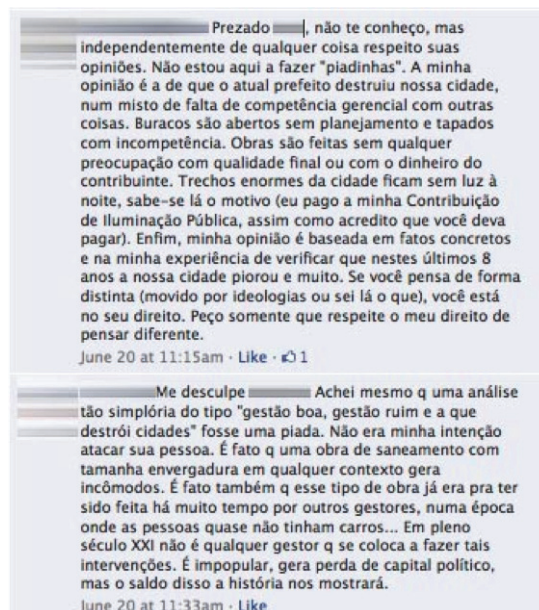 Prezado , não te conheço, mas
independentemente de qualquer coisa respeito suas
opiniões. Não estou aqui a fazer "piadinhas". A minha
opinião é a de que o atual prefeito destruiu nossa cidade,
num misto de falta de competência gerencial com outras
coisas. Buracos são abertos sem planejamento e tapados
com incompetência. Obras são feitas sem qualquer
preocupação com qualidade final ou com o dinheiro do
contribuinte. Trechos enormes da cidade ficam sem luz à
noite, sabe-se lá o motivo (eu pago a minha Contribuição
de Iluminação Pública, assim como acredito que você deva
pagar). Enfim, minha opinião é baseada em fatos concretos
e na minha experiência de verificar que nestes últimos 8
anos a nossa cidade piorou e muito. Se você pensa de forma
distinta (movido por ideologias ou sei lá o que), você está
no seu direito. Peço somente que respeite o meu direito de
pensar diferente.
June 20 at 11:15am · Like · 1
Me desculpe Achei mesmo q uma análise
tão simplória do tipo "gestão boa, gestão ruim e a que
destrói cidades" fosse uma piada. Não era minha intenção
atacar sua pessoa. É fato q uma obra de saneamento com
tamanha envergadura em qualquer contexto gera
incômodos. É fato também q esse tipo de obra já era pra ter
sido feita há muito tempo por outros gestores, numa época
onde as pessoas quase não tinham carros... Em pleno
século XXI não é qualquer gestor q se coloca a fazer tais
intervenções. É impopular, gera perda de capital político,
mas o saldo disso a história nos mostrará.
June 20 at 11:33am · Like